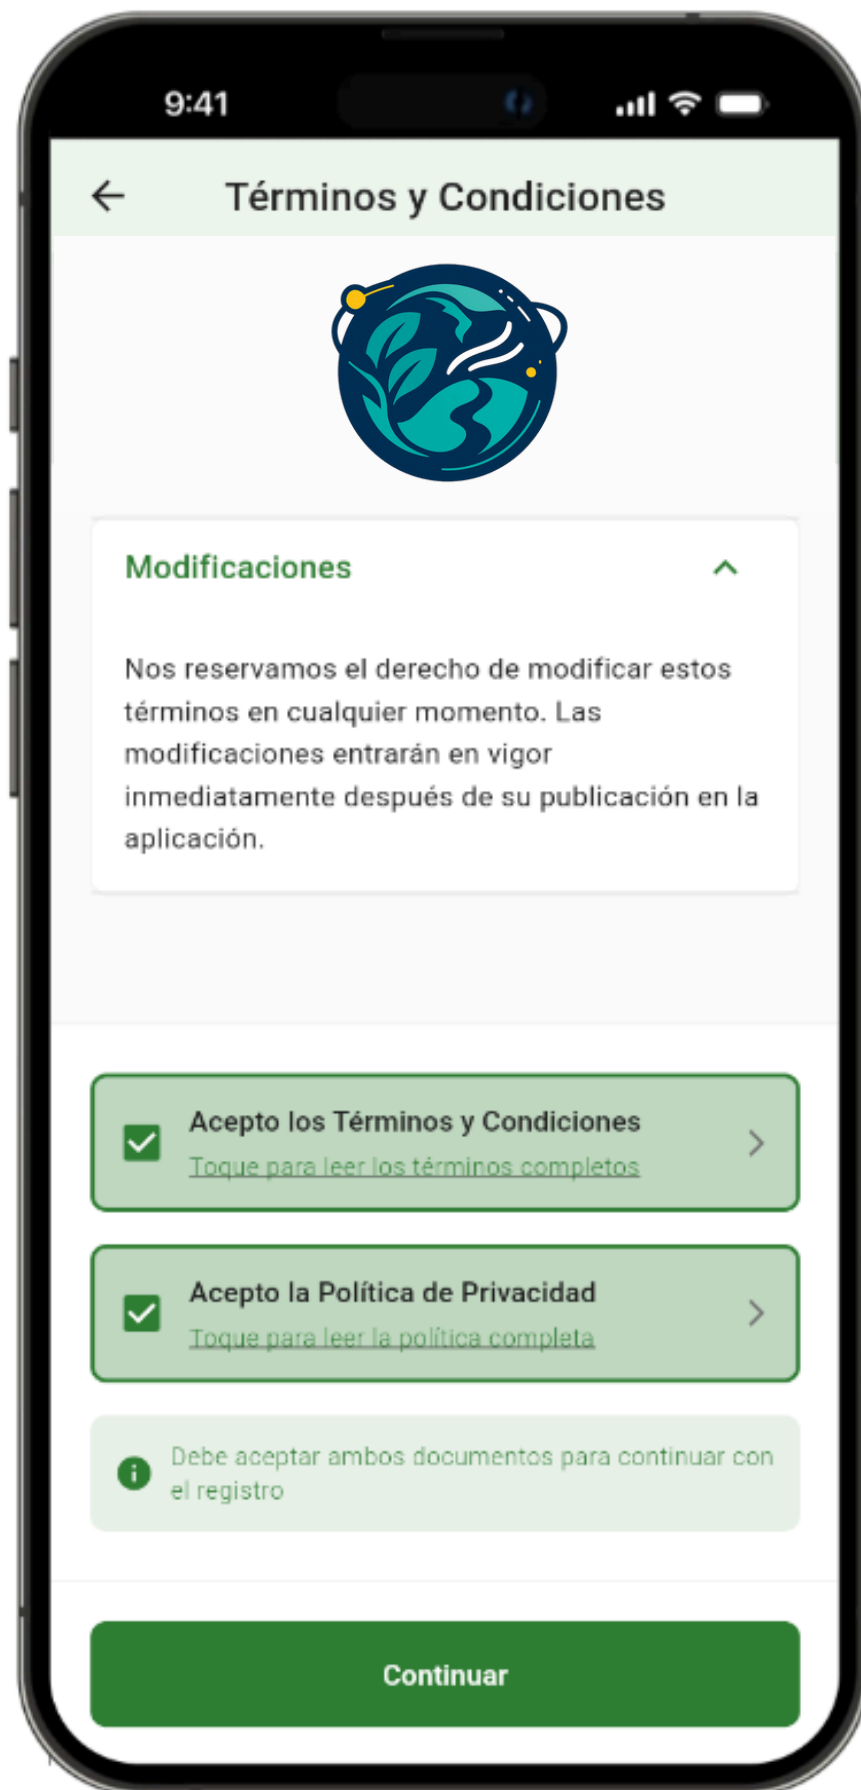 9:41
Términos y Condiciones
Modificaciones
Nos reservamos el derecho de modificar estos
términos en cualquier momento. Las
modificaciones entrarán en vigor
inmediatamente después de su publicación en la
aplicación.
Acepto los Términos y Condiciones
Toque para leer los términos completos
Acepto la Política de Privacidad
Toque para leer la política completa
Debe aceptar ambos documentos para continuar con
el registro
Continuar